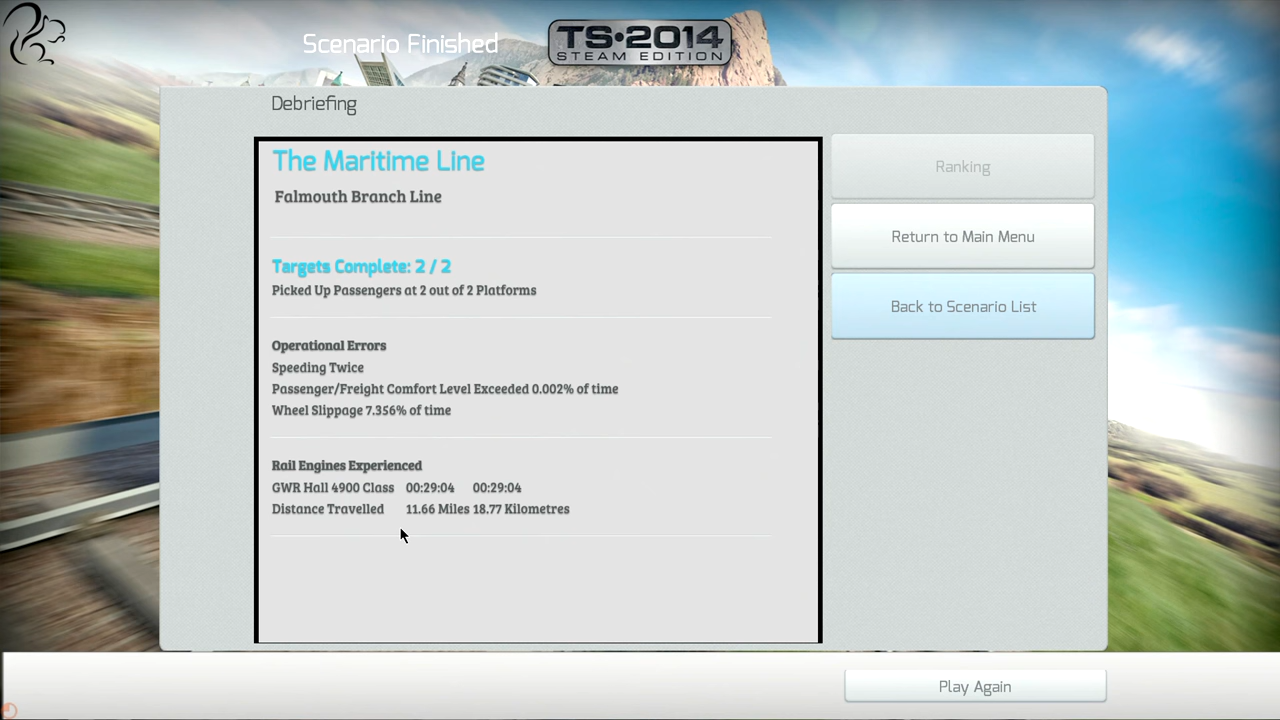 Scenario Finished
TS•2014
STEAM EDITION
Debriefing
The Maritime Line
Falmouth Branch Line
Targets Complete: 2 / 2
Picked Up Passengers at 2 out of 2 Platforms
Operational Errors
Speeding Twice
Passenger/Freight Comfort Level Exceeded 0.002% of time
Wheel Slippage 7.356% of time
Rail Engines Experienced
GWR Hall 4900 Class 00:29:04 00:29:04
Distance Travelled 11.66 Miles 18.77 Kilometres
Ranking
Return to Main Menu
Back to Scenario List
Play Again